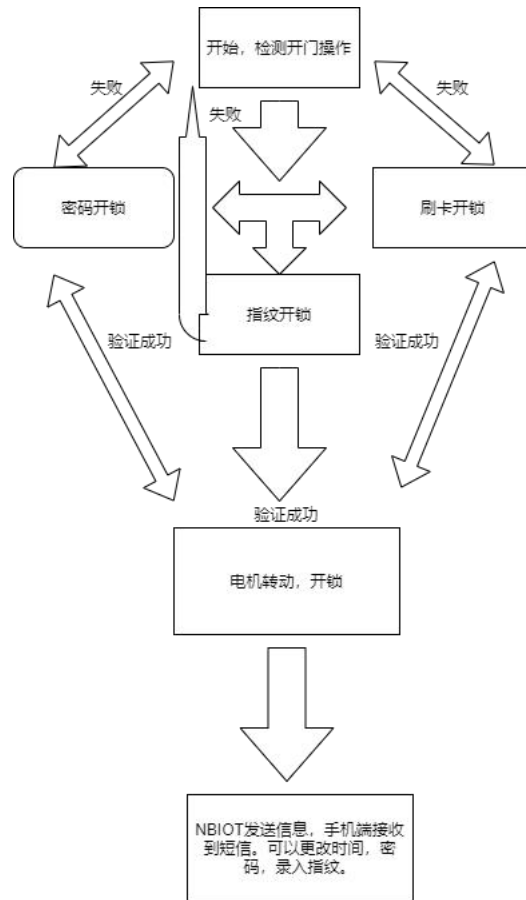 开始，检测开门操作
失败
失败
失败
密码开锁
刷卡开锁
指纹开锁
验证成功
验证成功
验证成功
电机转动，开锁
NBIOT发送信息，手机端接收
到短信。可以更改时间，密
码，录入指纹。